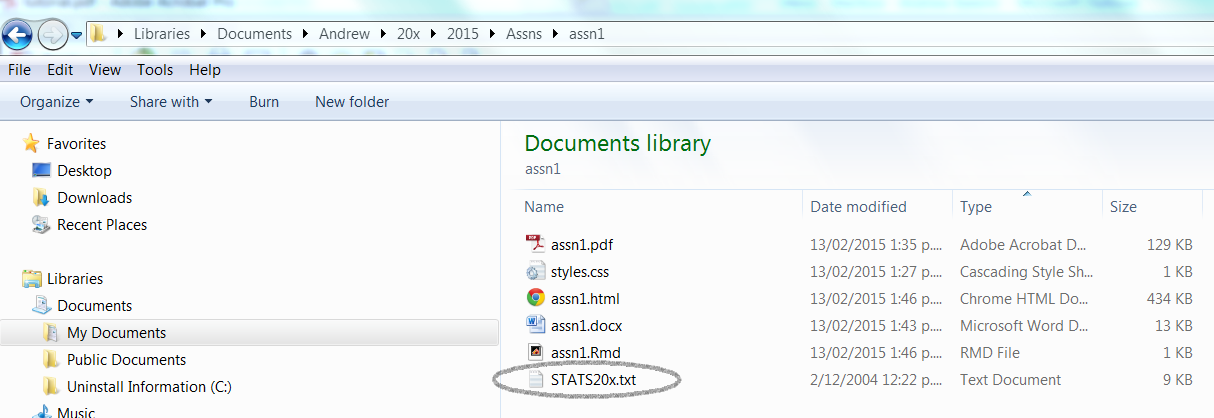 Libraries Documents Andrew 20x 2015 Assns assn1
File Edit View Tools Help
Organize Share with Burn New folder
Favorites
Desktop
Downloads
Recent Places
Libraries
Documents
My Documents
Public Documents
Uninstall Information (C:)
Music
Documents library
assn1
Name Date modified Type Size
assn1.pdf 13/02/2015 1:35 p.... Adobe Acrobat D... 129 KB
styles.css 13/02/2015 1:27 p.... Cascading Style Sh... 1 KB
assn1.html 13/02/2015 1:46 p.... Chrome HTML Do... 434 KB
assn1.docx 13/02/2015 1:43 p.... Microsoft Word D... 13 KB
assn1.Rmd 13/02/2015 1:46 p.... RMD File 1 KB
STATS20x.txt 2/12/2004 12:22 p.... Text Document 9 KB